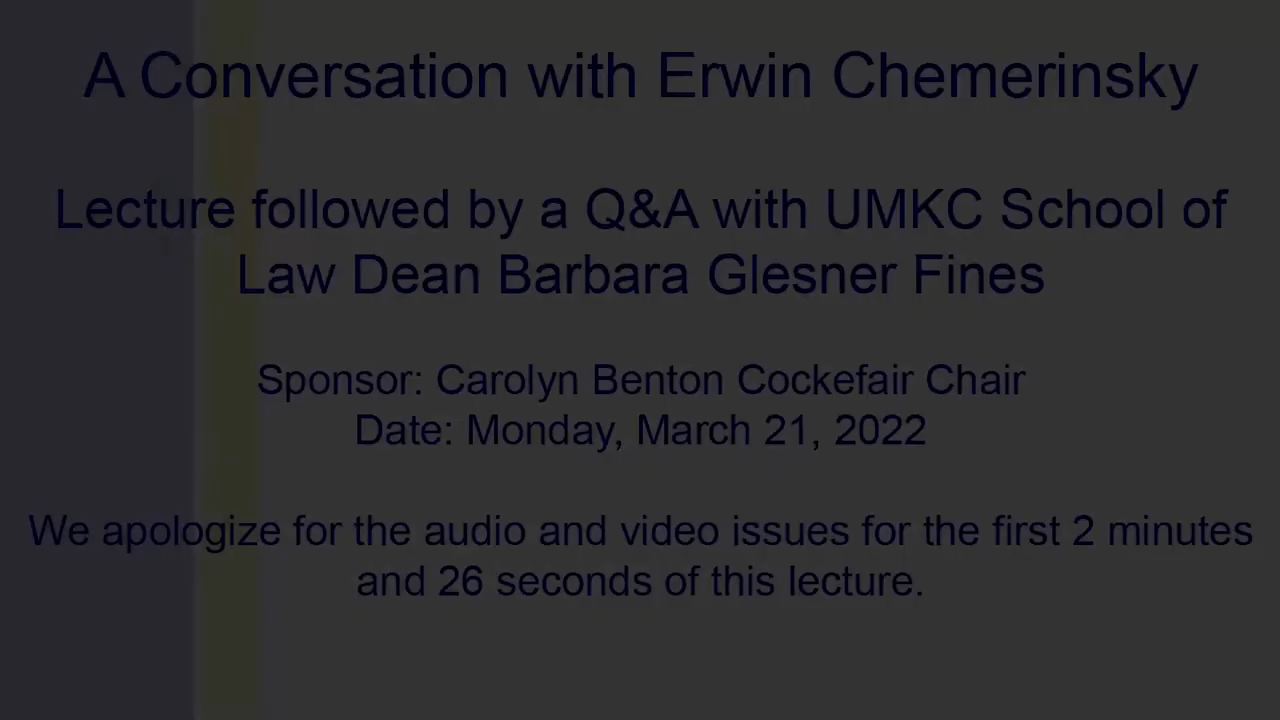 A Conversation with Erwin Chemerinsky
Lecture followed by a Q&A with UMKC School of
Law Dean Barbara Glesner Fines
Sponsor: Carolyn Benton Cockefair Chair
Date: Monday, March 21, 2022
We apologize for the audio and video issues for the first 2 minutes
and 26 seconds of this lecture.